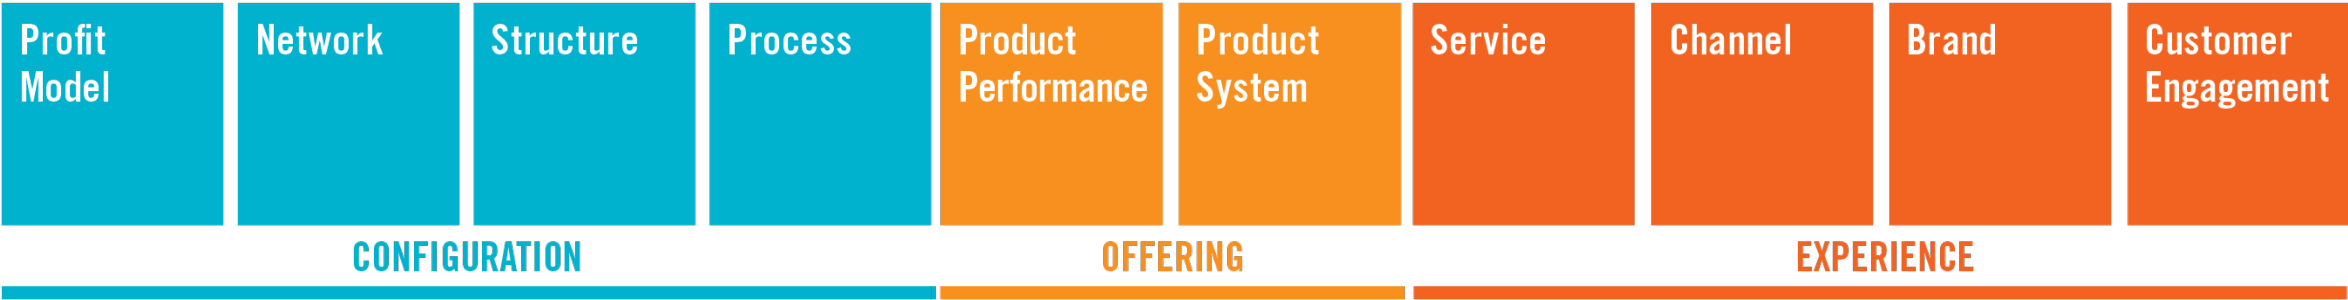 Profit
Model
Network
Structure
Process
Product
Performance
Product
System
Service
Channel
Brand
Customer
Engagement
CONFIGURATION
OFFERING
EXPERIENCE